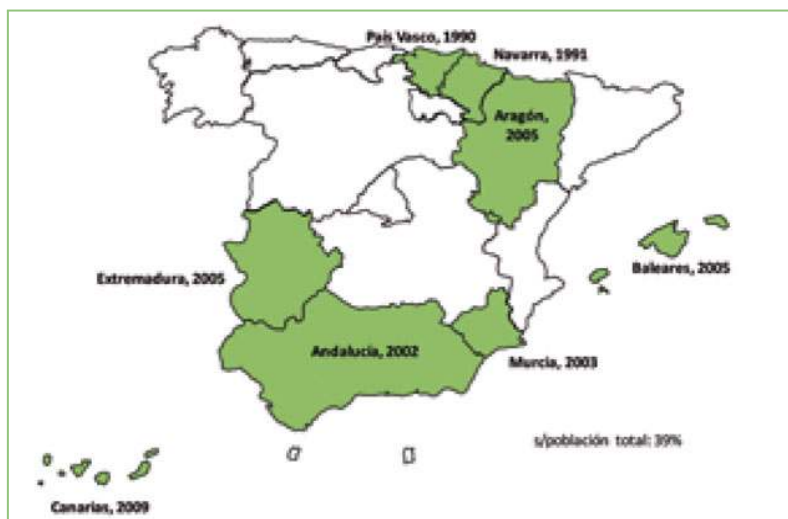 País Vasco, 1990
Navarra, 1991
Aragón,
2005
Extremadura, 2005
Baleares, 2005
Andalucía, 2002
Murcia, 2003
s/población total: 39%
Canarias, 2009